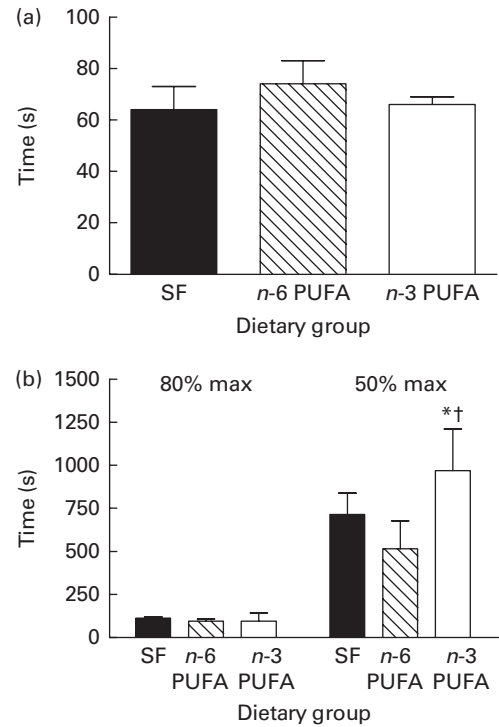 (a)
100
80
60
40
20
0
Time (s)
SF n-6 PUFA n-3 PUFA
Dietary group
(b)
1500
1250
1000
750
500
250
0
Time (s)
80% max 50% max
*†
SF n-6 n-3 SF n-6 n-3
PUFA PUFA PUFA PUFA
Dietary group